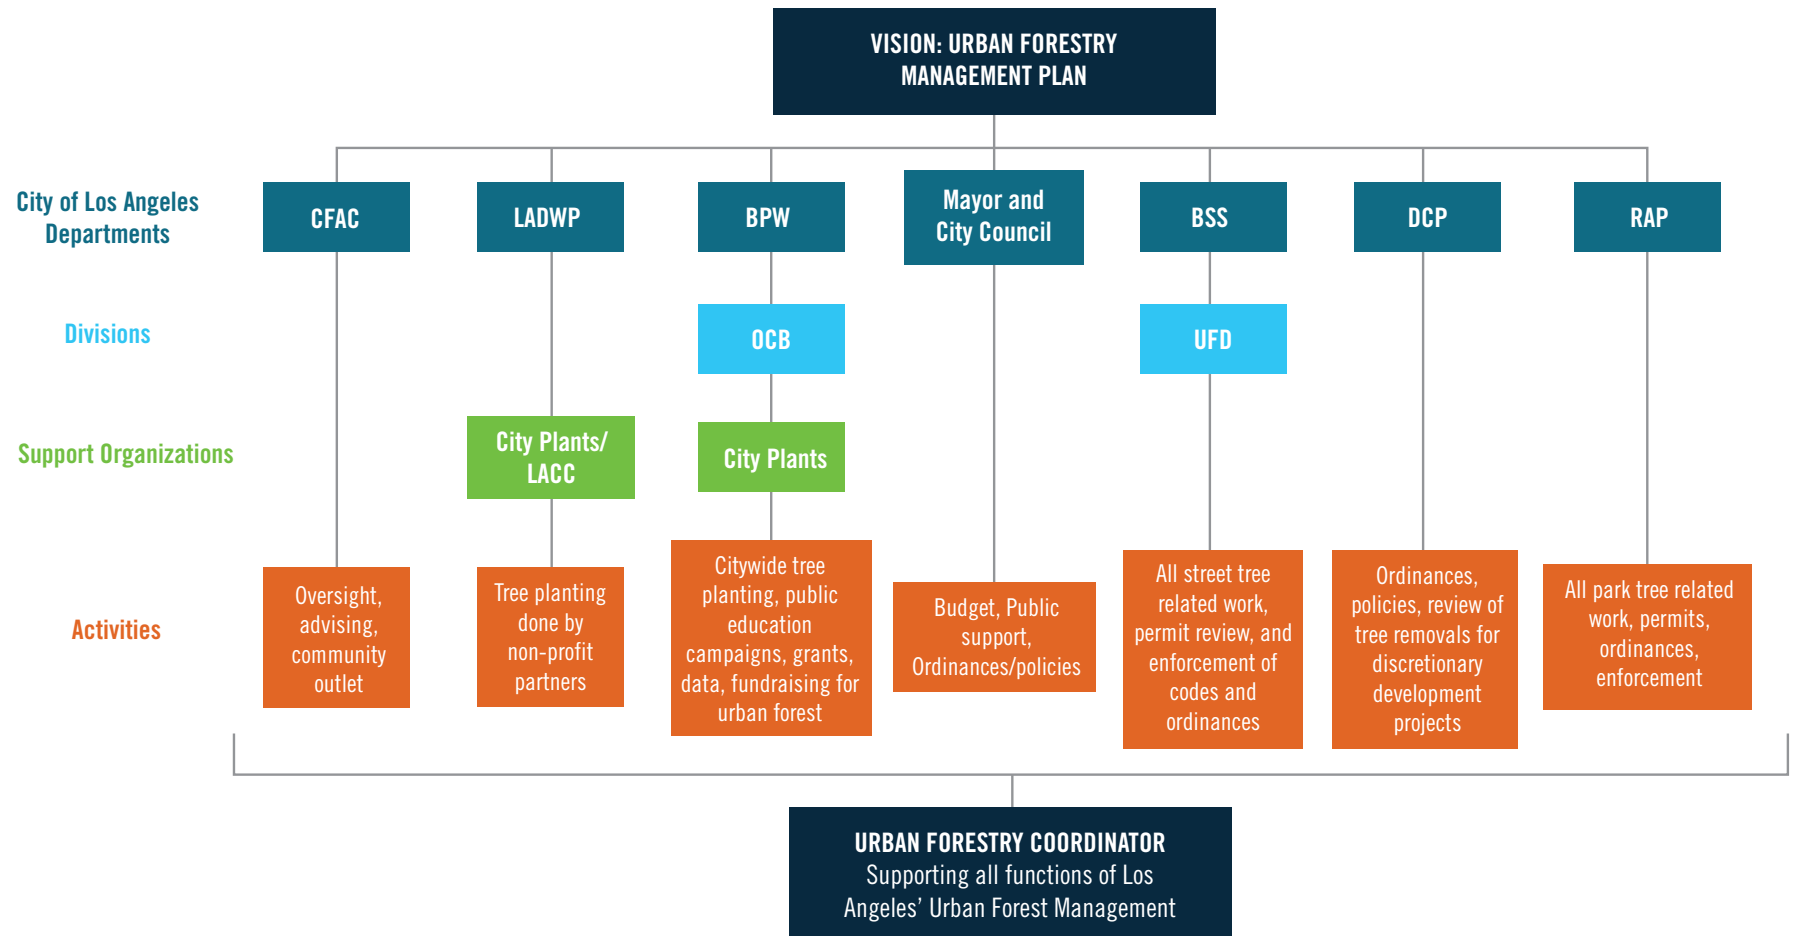 VISION: URBAN FORESTRY
MANAGEMENT PLAN
City of Los Angeles
Departments
CFAC
LADWP
BPW
Mayor and
City Council
BSS
DCP
RAP
Divisions
OCB
UFD
Support Organizations
City Plants/
LACC
City Plants
Activities
Oversight,
advising,
community
outlet
Tree planting
done by
non-profit
partners
Citywide tree
planting, public
education
campaigns, grants,
data, fundraising for
urban forest
Budget, Public
support,
Ordinances/policies
All street tree
related work,
permit review, and
enforcement of
codes and
ordinances
Ordinances,
policies, review of
tree removals for
discretionary
development
projects
All park tree related
work, permits,
ordinances,
enforcement
URBAN FORESTRY COORDINATOR
Supporting all functions of Los
Angeles’ Urban Forest Management